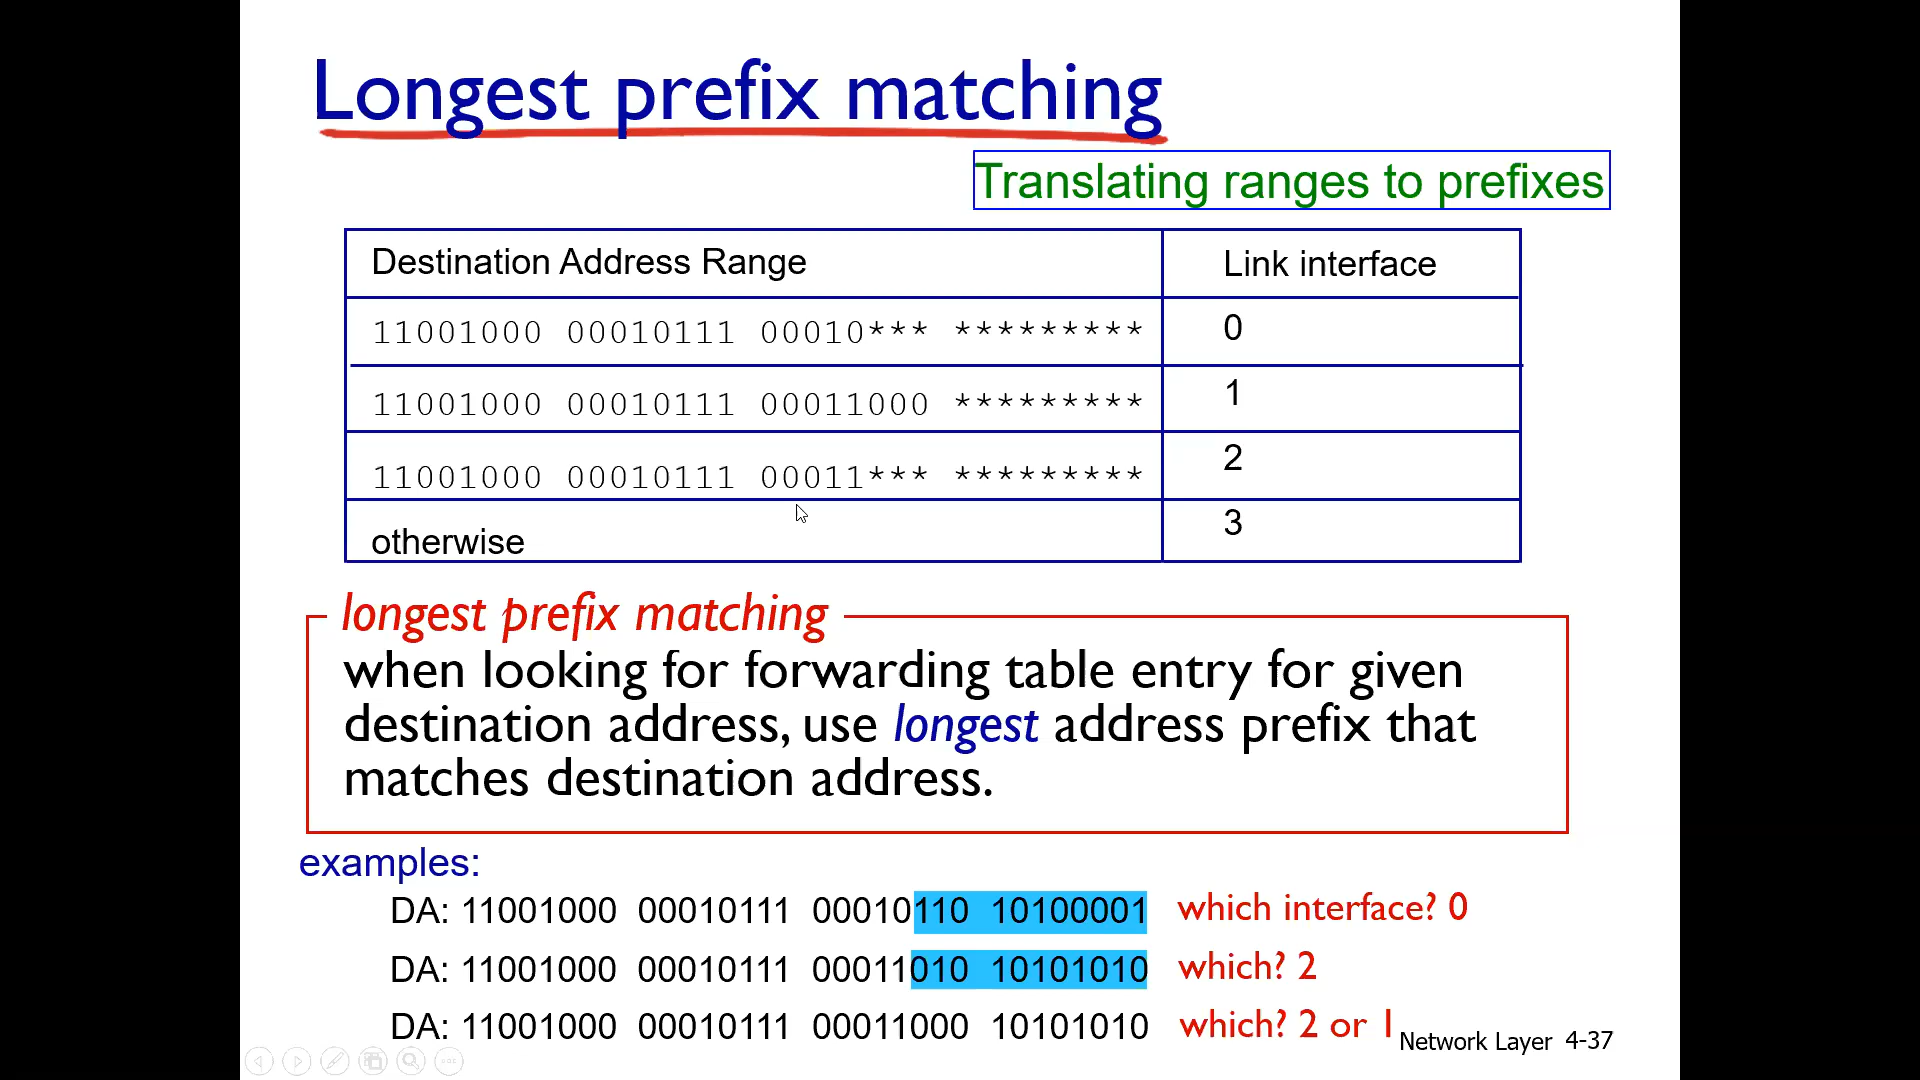 Longest prefix matching
Translating ranges to prefixes
Destination Address Range Link interface
11001000 00010111 00010*** ********* 0
11001000 00010111 00011000 ********* 1
11001000 00010111 00011*** ********* 2
otherwise 3
longest prefix matching
when looking for forwarding table entry for given
destination address, use longest address prefix that
matches destination address.
examples:
DA: 11001000 00010111 00010110 10100001 which interface? 0
DA: 11001000 00010111 00011010 10101010 which? 2
DA: 11001000 00010111 00011000 10101010 which? 2 or 1
Network Layer 4-37